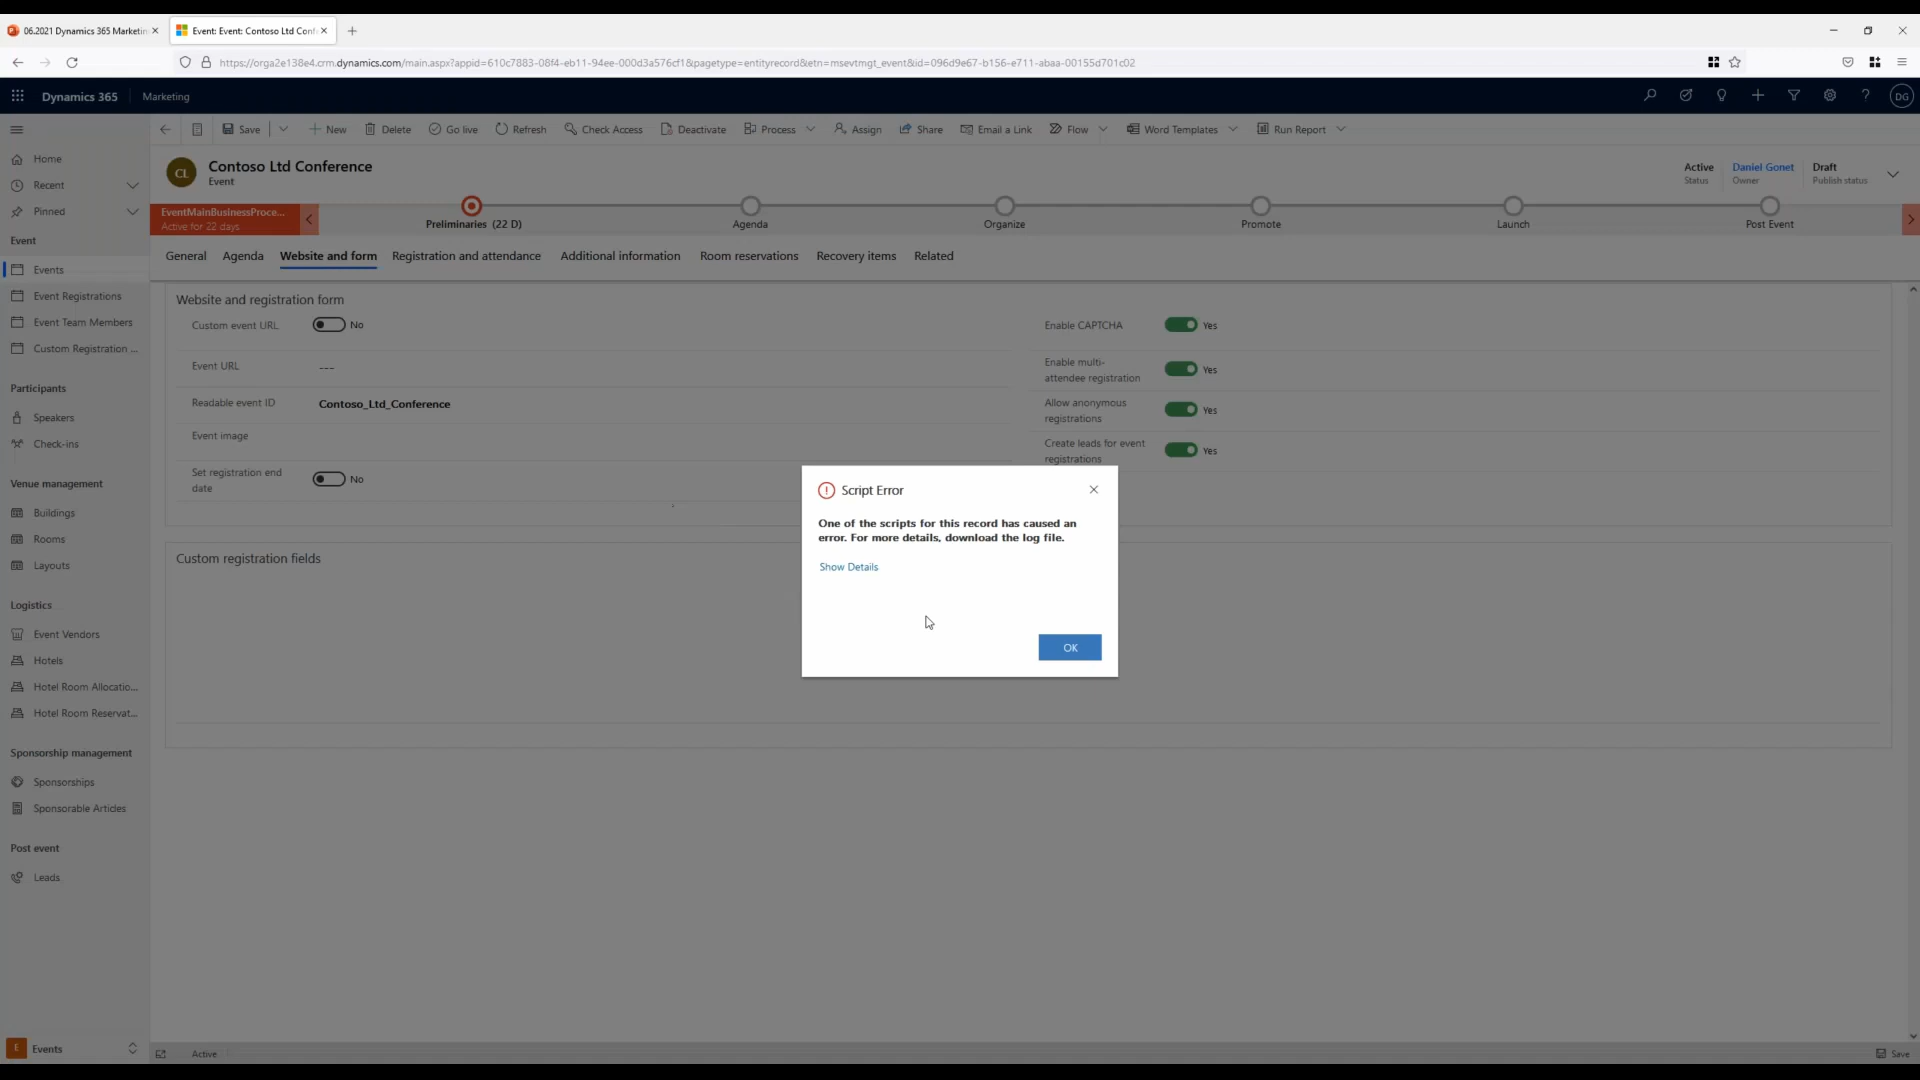 06.2021 Dynamics 365 Marketin
Event: Event: Contoso Ltd Conf
https://orga2e138e4.crm.dynamics.com/main.aspx?appid=610c7883-08f4-eb11-94ee-000d3a576cf1&pagetype=entityrecord&etn=msevtmgt_event&id=096d9e67-b156-e711-abaa-00155d701c02
Dynamics 365
Marketing
DG
Save
New
Delete
Go live
Refresh
Check Access
Deactivate
Process
Assign
Share
Email a Link
Flow
Word Templates
Run Report
Home
Recent
Pinned
Event
Events
Event Registrations
Event Team Members
Custom Registration ...
Participants
Speakers
Check-ins
Venue management
Buildings
Rooms
Layouts
Logistics
Event Vendors
Hotels
Hotel Room Allocatio...
Hotel Room Reservat...
Sponsorship management
Sponsorships
Sponsorable Articles
Post event
Leads
E
Events
CL
Contoso Ltd Conference
Event
Active
Status
Daniel Gonet
Owner
Draft
Publish status
EventMainBusinessProce...
Active for 22 days
Preliminaries (22 D)
Agenda
Organize
Promote
Launch
Post Event
General
Agenda
Website and form
Registration and attendance
Additional information
Room reservations
Recovery items
Related
Website and registration form
Custom event URL
No
Event URL
---
Readable event ID
Contoso_Ltd_Conference
Event image
Set registration end
date
No
Enable CAPTCHA
Yes
Enable multi-
attendee registration
Yes
Allow anonymous
registrations
Yes
Create leads for event
registrations
Yes
Custom registration fields
Script Error
One of the scripts for this record has caused an
error. For more details, download the log file.
Show Details
OK
Active
Save